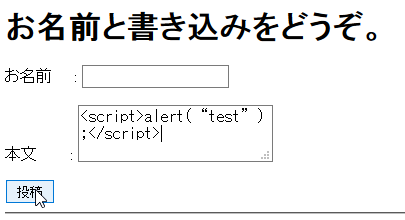 お名前と書き込みをどうぞ。
お名前　：
<script>alert(“test”)
;</script>
本文　　：
投稿